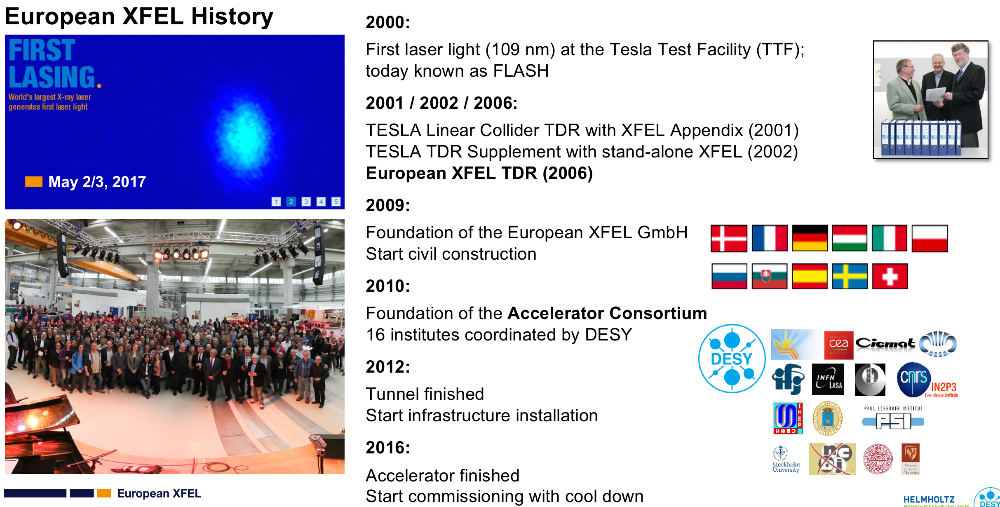 European XFEL History
FIRST
LASING.
World's largest X-ray laser
generates first laser light
May 2/3, 2017
1 2 3 4 5
European XFEL
2000:
First laser light (109 nm) at the Tesla Test Facility (TTF);
today known as FLASH
2001 / 2002 / 2006:
TESLA Linear Collider TDR with XFEL Appendix (2001)
TESLA TDR Supplement with stand-alone XFEL (2002)
European XFEL TDR (2006)
2009:
Foundation of the European XFEL GmbH
Start civil construction
2010:
Foundation of the Accelerator Consortium
16 institutes coordinated by DESY
2012:
Tunnel finished
Start infrastructure installation
2016:
Accelerator finished
Start commissioning with cool down
DESY
cea
Ciemat
INFN
LASA
cnrs
IN2P3
Les deux infinis
IHEP
ИФВЭ
PAUL SCHERRER INSTITUT
PSI
Stockholm
University
ncbj
HELMHOLTZ
RESEARCH FOR GRAND CHALLENGES
DESY